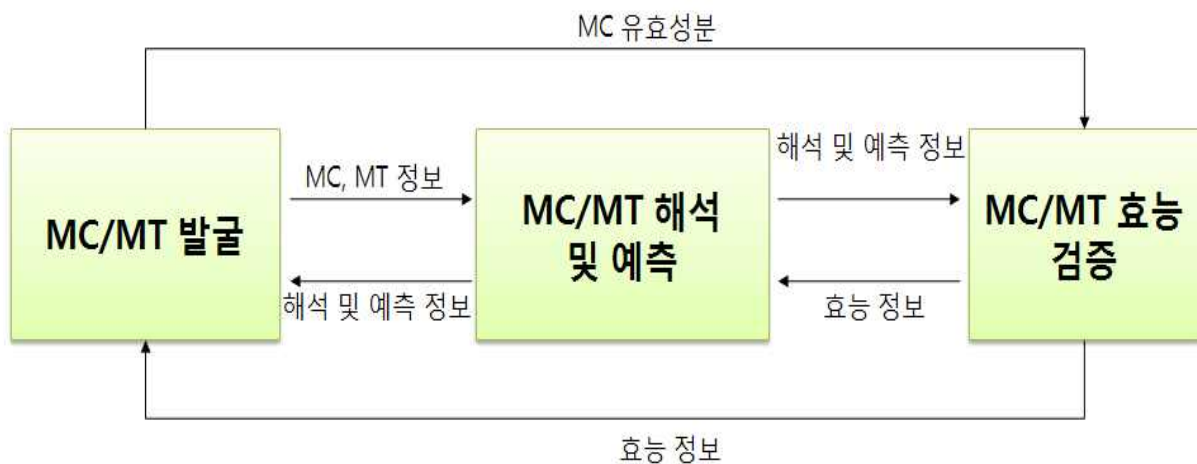 MC 유효성분
MC/MT 발굴
MC, MT 정보
해석 및 예측 정보
MC/MT 해석
및 예측
해석 및 예측 정보
효능 정보
MC/MT 효능
검증
효능 정보